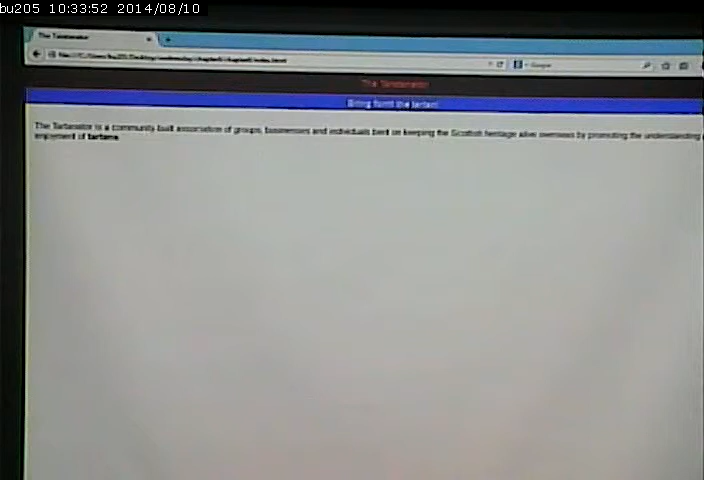 bu205 10:33:52 2014/08/10
The Tartanator
Google
The Tartanator
Bring forth the tartan!
The Tartanator is a community-built association of groups, businesses and individuals bent on keeping the Scottish heritage alive overseas by promoting the understanding
enjoyment of tartans.